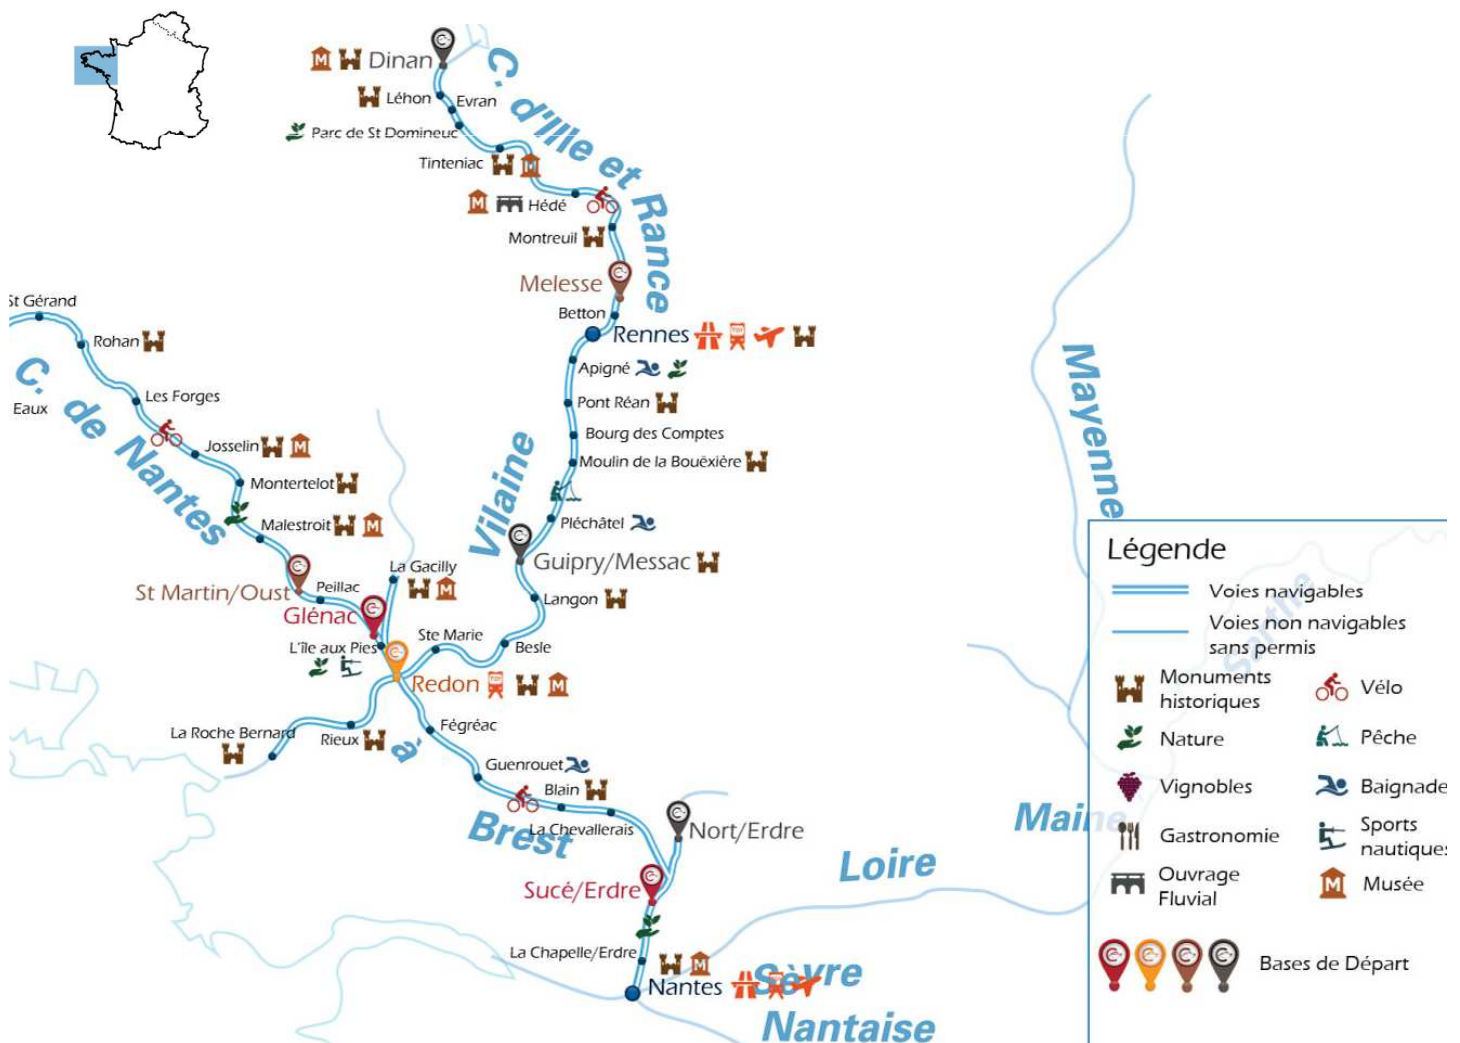 Dinan
C. d'Ille et Rance
Léhon
Evran
Parc de St Domineuc
Tinteniac
Hédé
Montreuil
Melesse
St Gérand
Betton
Rohan
Rennes
TGV
C. de Nantes
Apigné
Mayenne
Les Forges
Pont Réan
Eaux
Bourg des Comptes
Josselin
Moulin de la Bouëxière
Montertelot
Vilaine
Malestroit
Pléchâtel
La Gacilly
Guipry/Messac
St Martin/Oust
Peillac
Langon
Glénac
Ste Marie
L'île aux Pies
Besle
Redon
TGV
La Roche Bernard
Rieux
Fégréac
à
Guenrouet
Blain
La Chevallerais
Brest
Nort/Erdre
Maine
Loire
Sucé/Erdre
La Chapelle/Erdre
Nantes
Sèvre
Nantaise
Légende
Voies navigables
Voies non navigables
sans permis
Sarthe
Monuments
historiques
Vélo
Nature
Pêche
Vignobles
Baignade
Gastronomie
Sports
nautiques
Ouvrage
Fluvial
M
Musée
Bases de Départ